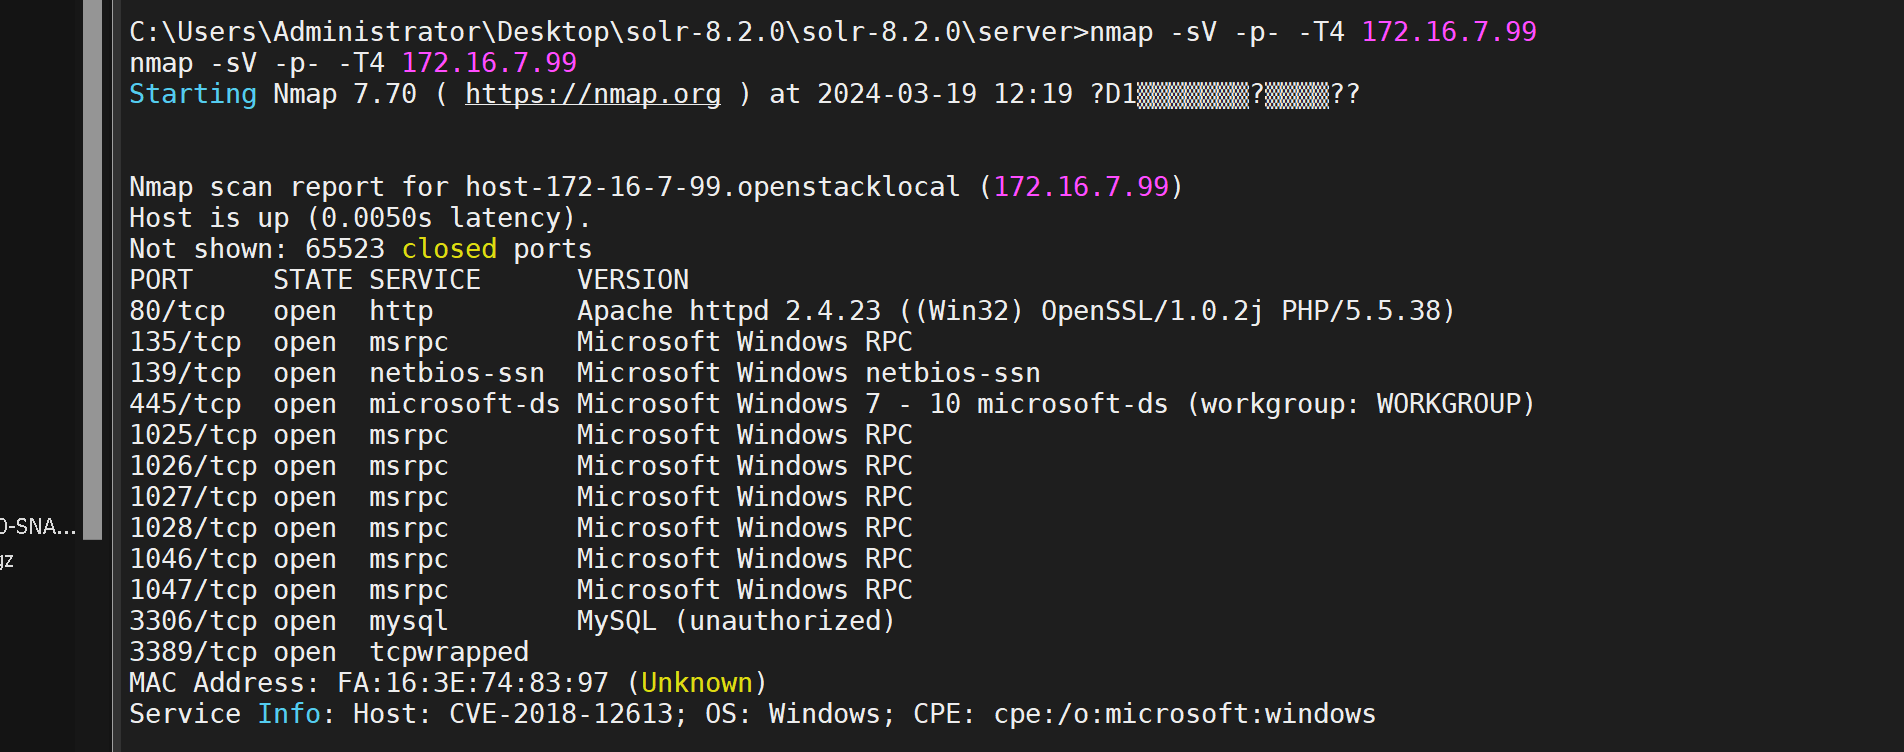 C:\Users\Administrator\Desktop\solr-8.2.0\solr-8.2.0\server>nmap -sV -p- -T4 172.16.7.99
nmap -sV -p- -T4 172.16.7.99
Starting Nmap 7.70 ( https://nmap.org ) at 2024-03-19 12:19 ?D1▒▒▒▒▒▒▒?▒▒▒▒??
Nmap scan report for host-172-16-7-99.openstacklocal (172.16.7.99)
Host is up (0.0050s latency).
Not shown: 65523 closed ports
PORT     STATE SERVICE      VERSION
80/tcp   open  http         Apache httpd 2.4.23 ((Win32) OpenSSL/1.0.2j PHP/5.5.38)
135/tcp  open  msrpc        Microsoft Windows RPC
139/tcp  open  netbios-ssn  Microsoft Windows netbios-ssn
445/tcp  open  microsoft-ds Microsoft Windows 7 - 10 microsoft-ds (workgroup: WORKGROUP)
1025/tcp open  msrpc        Microsoft Windows RPC
1026/tcp open  msrpc        Microsoft Windows RPC
1027/tcp open  msrpc        Microsoft Windows RPC
1028/tcp open  msrpc        Microsoft Windows RPC
0-SNA...
1046/tcp open  msrpc        Microsoft Windows RPC
gz
1047/tcp open  msrpc        Microsoft Windows RPC
3306/tcp open  mysql        MySQL (unauthorized)
3389/tcp open  tcpwrapped
MAC Address: FA:16:3E:74:83:97 (Unknown)
Service Info: Host: CVE-2018-12613; OS: Windows; CPE: cpe:/o:microsoft:windows